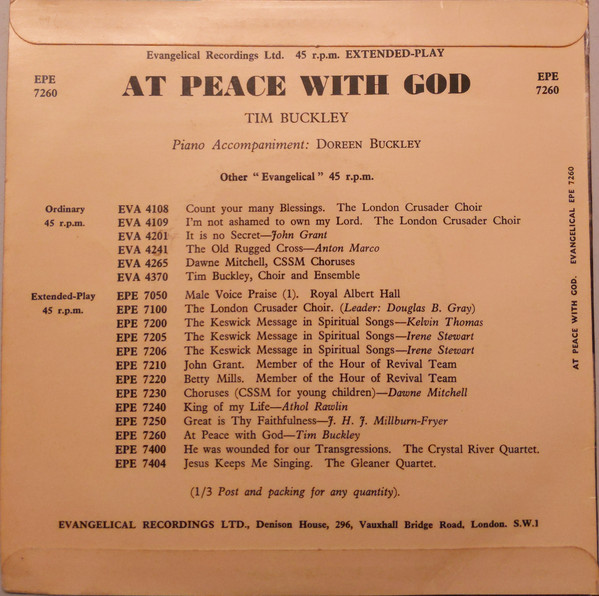 Evangelical Recordings Ltd. 45 r.p.m. EXTENDED-PLAY
EPE 7260
AT PEACE WITH GOD
EPE 7260
TIM BUCKLEY
Piano Accompaniment: DOREEN BUCKLEY
Other "Evangelical" 45 r.p.m.
Ordinary 45 r.p.m.
EVA 4108 Count your many Blessings. The London Crusader Choir
EVA 4109 I'm not ashamed to own my Lord. The London Crusader Choir
EVA 4201 It is no Secret—John Grant
EVA 4241 The Old Rugged Cross—Anton Marco
EVA 4265 Dawne Mitchell, CSSM Choruses
EVA 4370 Tim Buckley, Choir and Ensemble
Extended-Play 45 r.p.m.
EPE 7050 Male Voice Praise (1). Royal Albert Hall
EPE 7100 The London Crusader Choir. (Leader: Douglas B. Gray)
EPE 7200 The Keswick Message in Spiritual Songs—Kelvin Thomas
EPE 7205 The Keswick Message in Spiritual Songs—Irene Stewart
EPE 7206 The Keswick Message in Spiritual Songs—Irene Stewart
EPE 7210 John Grant. Member of the Hour of Revival Team
EPE 7220 Betty Mills. Member of the Hour of Revival Team
EPE 7230 Choruses (CSSM for young children)—Dawne Mitchell
EPE 7240 King of my Life—Athol Rawlin
EPE 7250 Great is Thy Faithfulness—J. H. J. Millburn-Fryer
EPE 7260 At Peace with God—Tim Buckley
EPE 7400 He was wounded for our Transgressions. The Crystal River Quartet.
EPE 7404 Jesus Keeps Me Singing. The Gleaner Quartet.
(1/3 Post and packing for any quantity).
EVANGELICAL RECORDINGS LTD., Denison House, 296, Vauxhall Bridge Road, London. S.W.1
AT PEACE WITH GOD. EVANGELICAL EPE 7260